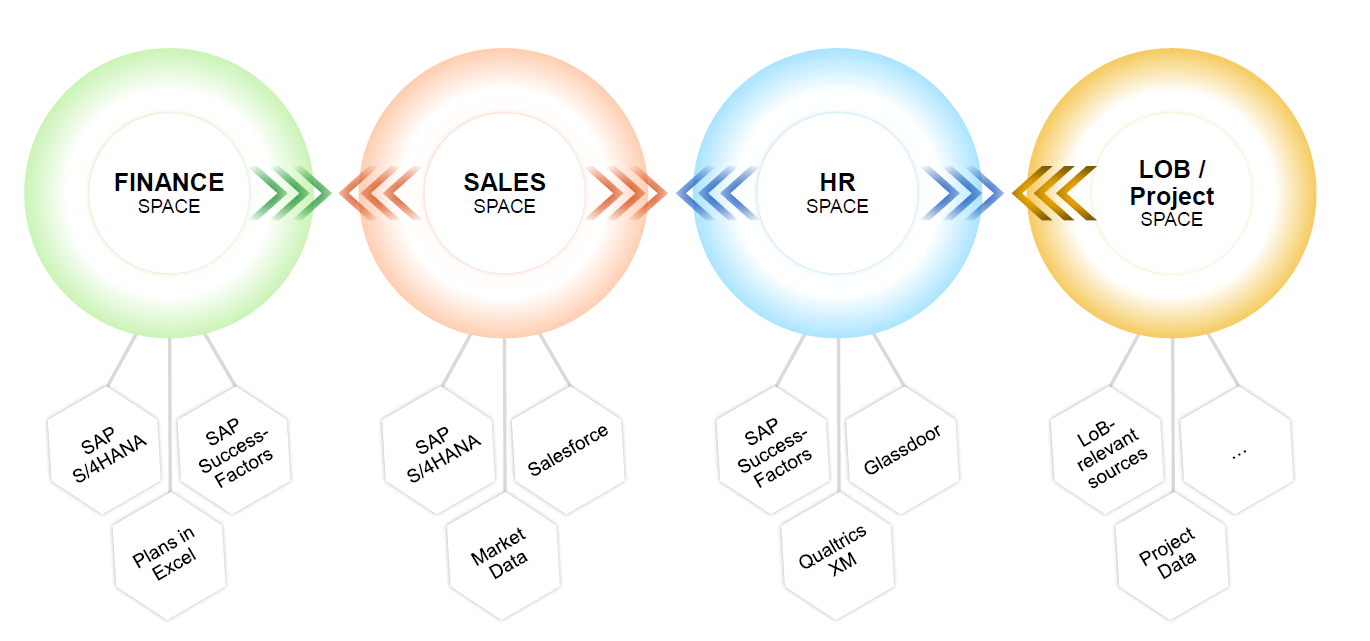 FINANCE
SPACE
SALES
SPACE
HR
SPACE
LOB /
Project
SPACE
SAP
S/4HANA
SAP
Success-
Factors
Plans in
Excel
SAP
S/4HANA
Salesforce
Market
Data
SAP
Success-
Factors
Glassdoor
Qualtrics
XM
LoB-
relevant
sources
...
Project
Data